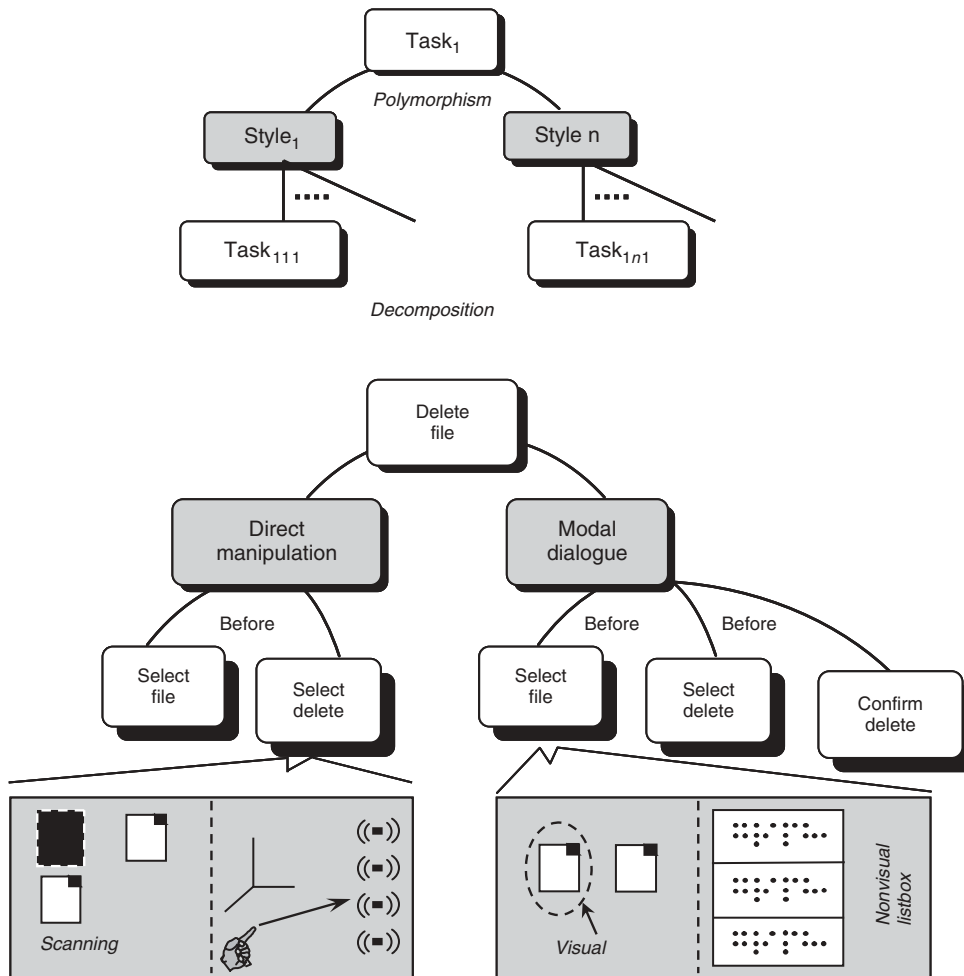 Task₁
Polymorphism
Style₁
Style n
Task₁₁₁
Task₁ₙ₁
Decomposition
Delete
file
Direct
manipulation
Modal
dialogue
Before
Before
Before
Select
file
Select
delete
Select
file
Select
delete
Confirm
delete
Scanning
Visual
Nonvisual
listbox